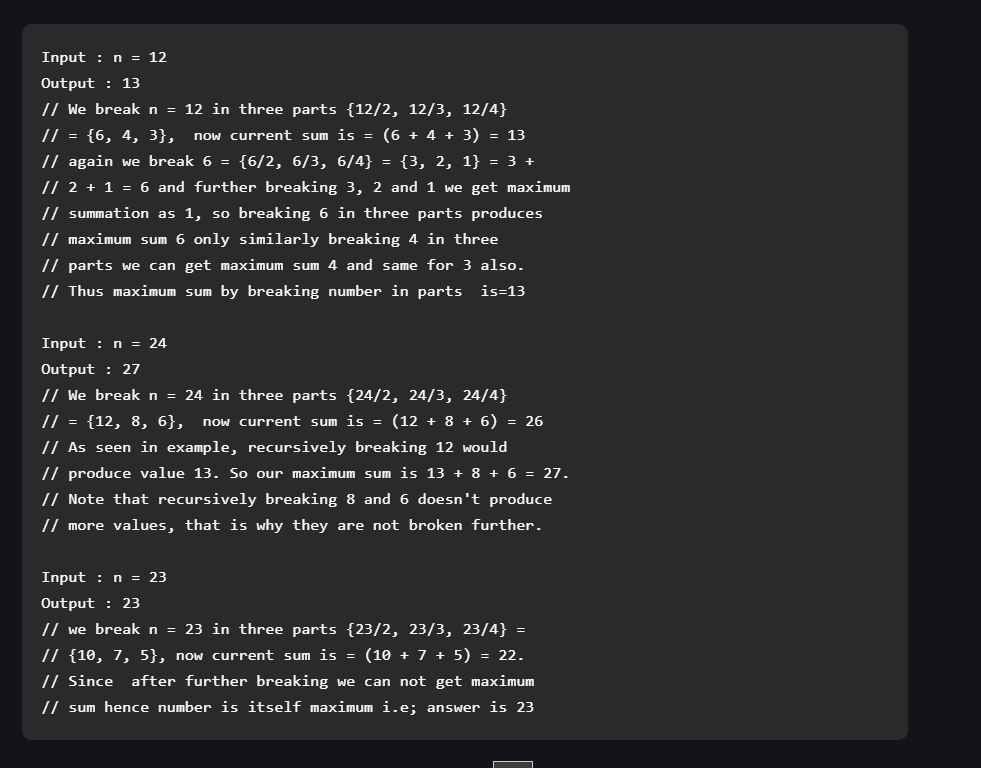 Input : n = 12
Output : 13
// We break n = 12 in three parts {12/2, 12/3, 12/4}
// = {6, 4, 3},  now current sum is = (6 + 4 + 3) = 13
// again we break 6 = {6/2, 6/3, 6/4} = {3, 2, 1} = 3 +
// 2 + 1 = 6 and further breaking 3, 2 and 1 we get maximum
// summation as 1, so breaking 6 in three parts produces
// maximum sum 6 only similarly breaking 4 in three
// parts we can get maximum sum 4 and same for 3 also.
// Thus maximum sum by breaking number in parts  is=13

Input : n = 24
Output : 27
// We break n = 24 in three parts {24/2, 24/3, 24/4}
// = {12, 8, 6},  now current sum is = (12 + 8 + 6) = 26
// As seen in example, recursively breaking 12 would
// produce value 13. So our maximum sum is 13 + 8 + 6 = 27.
// Note that recursively breaking 8 and 6 doesn't produce
// more values, that is why they are not broken further.

Input : n = 23
Output : 23
// we break n = 23 in three parts {23/2, 23/3, 23/4} =
// {10, 7, 5}, now current sum is = (10 + 7 + 5) = 22.
// Since  after further breaking we can not get maximum
// sum hence number is itself maximum i.e; answer is 23